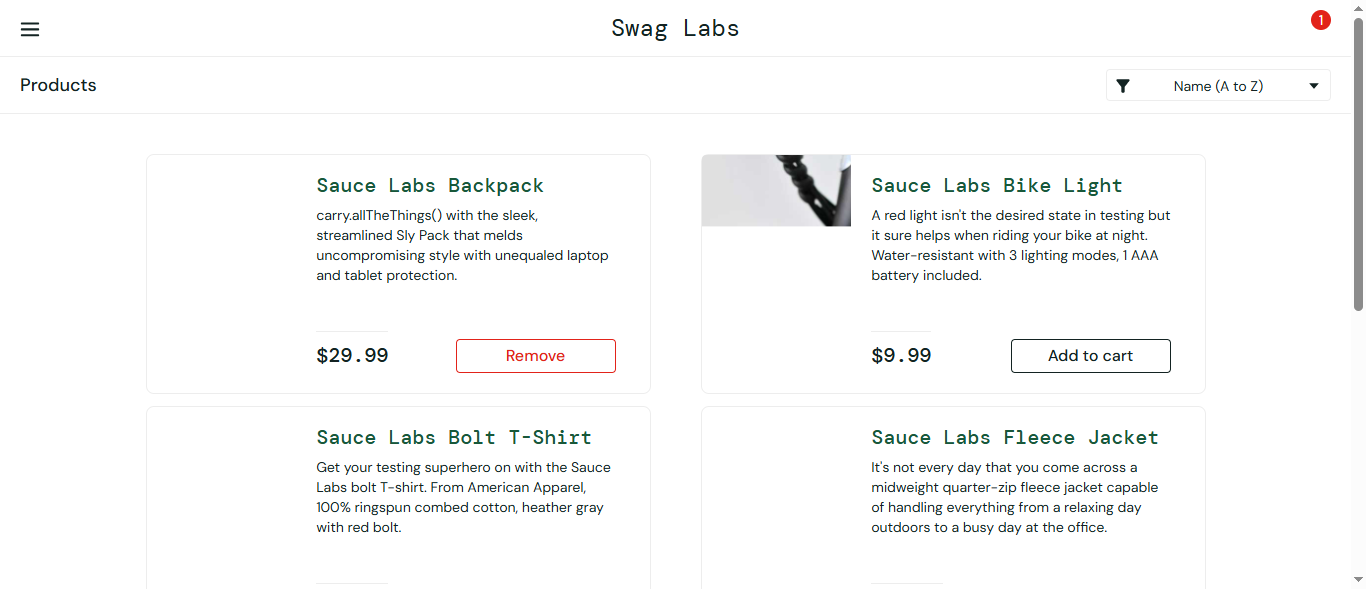 Swag Labs
1
Products
Name (A to Z)
Sauce Labs Backpack
carry.allTheThings() with the sleek,
streamlined Sly Pack that melds
uncompromising style with unequaled laptop
and tablet protection.
$29.99
Remove
Sauce Labs Bike Light
A red light isn't the desired state in testing but
it sure helps when riding your bike at night.
Water-resistant with 3 lighting modes, 1 AAA
battery included.
$9.99
Add to cart
Sauce Labs Bolt T-Shirt
Get your testing superhero on with the Sauce
Labs bolt T-shirt. From American Apparel,
100% ringspun combed cotton, heather gray
with red bolt.
Sauce Labs Fleece Jacket
It's not every day that you come across a
midweight quarter-zip fleece jacket capable
of handling everything from a relaxing day
outdoors to a busy day at the office.